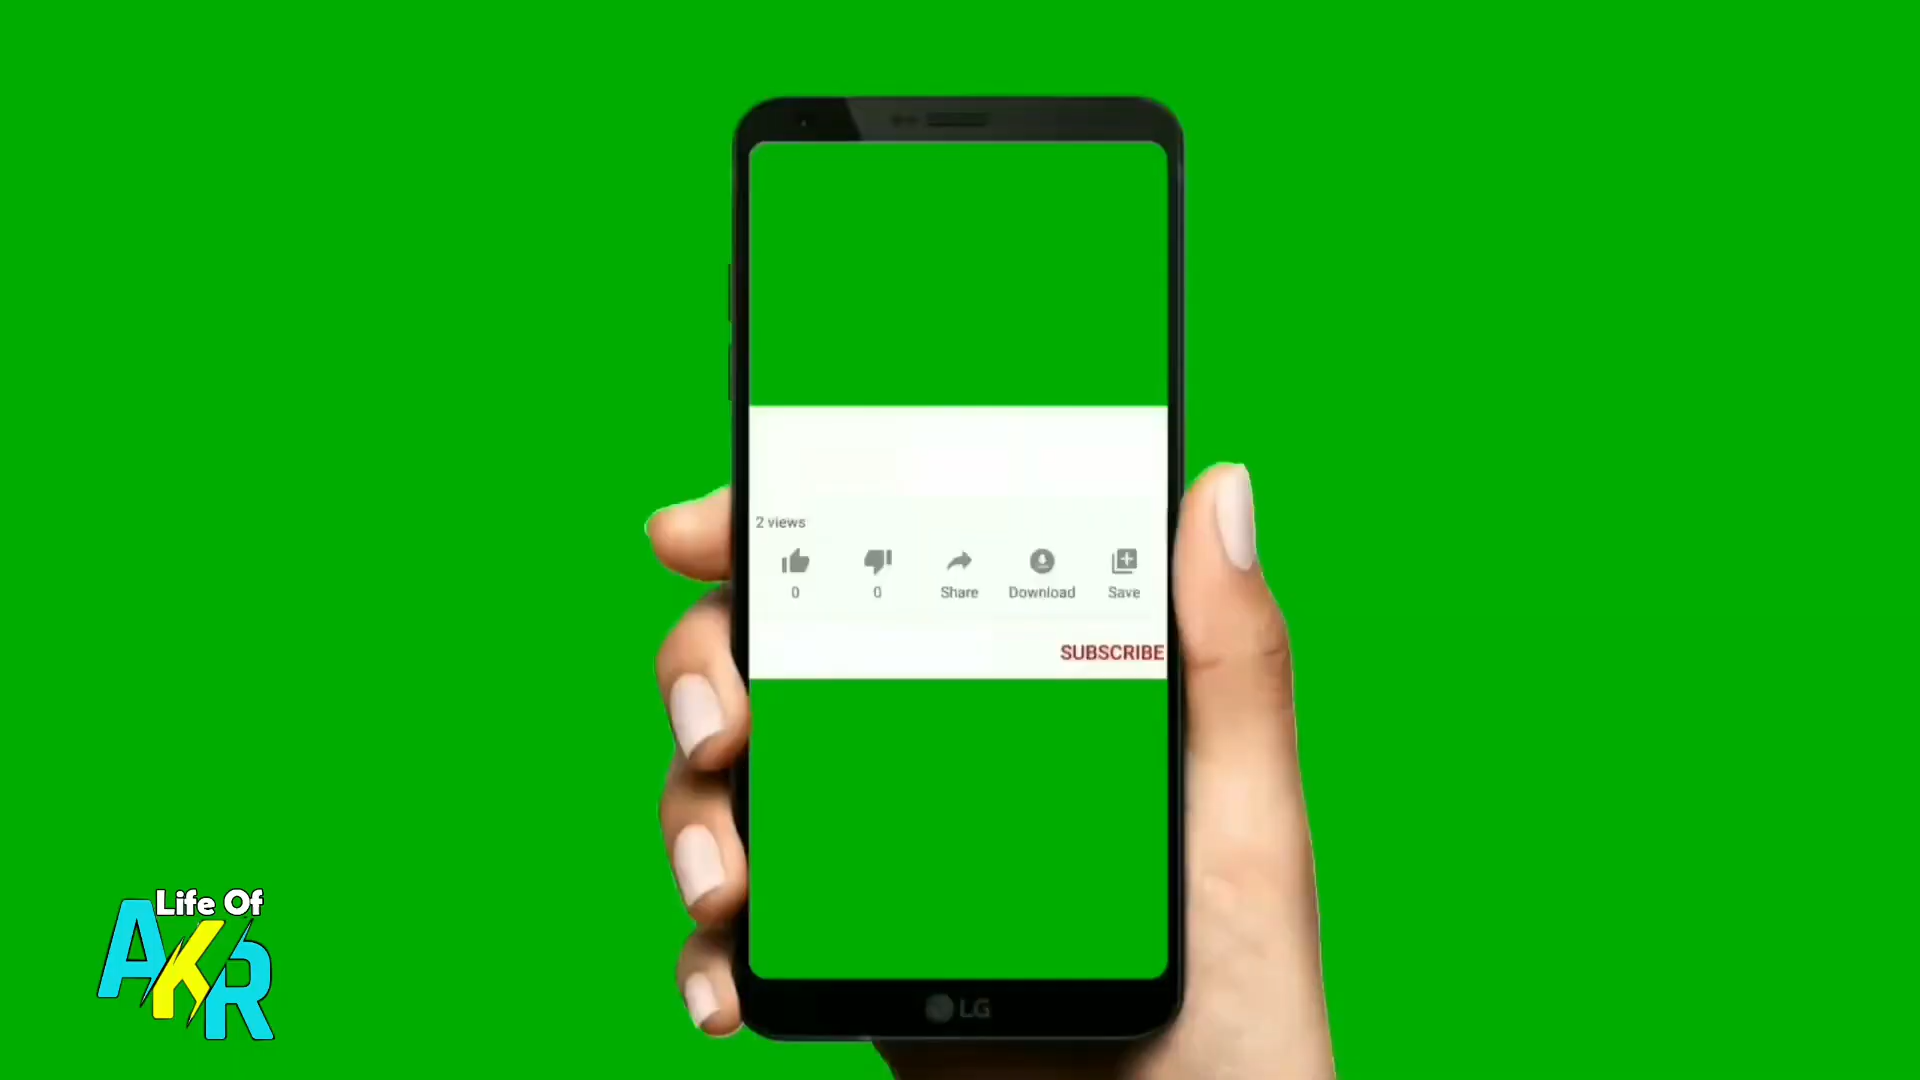 2 views
0
0
Share
Download
Save
SUBSCRIBE
LG
Life Of
AKR